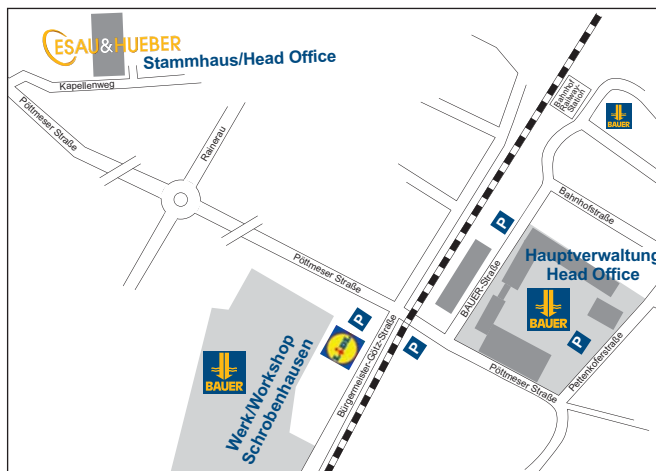 ESAU&HUEBER
Stammhaus/Head Office
Kapellenweg
Pöttmeser Straße
Rainerau
Bahnhof
Railway-
Station
BAUER
Bahnhofstraße
P
Hauptverwaltung
Head Office
BAUER-Straße
BAUER
P
Pettenkoferstraße
Pöttmeser Straße
Pöttmeser Straße
P
LIDL
P
Bürgermeister-Götz-Straße
Werk/Workshop
Schrobenhausen
BAUER